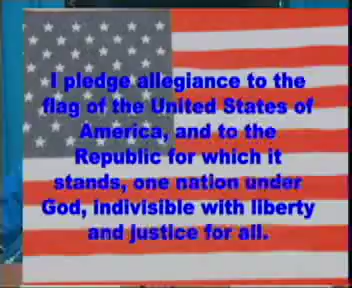 I pledge allegiance to the
flag of the United States of
America, and to the
Republic for which it
stands, one nation under
God, indivisible with liberty
and justice for all.